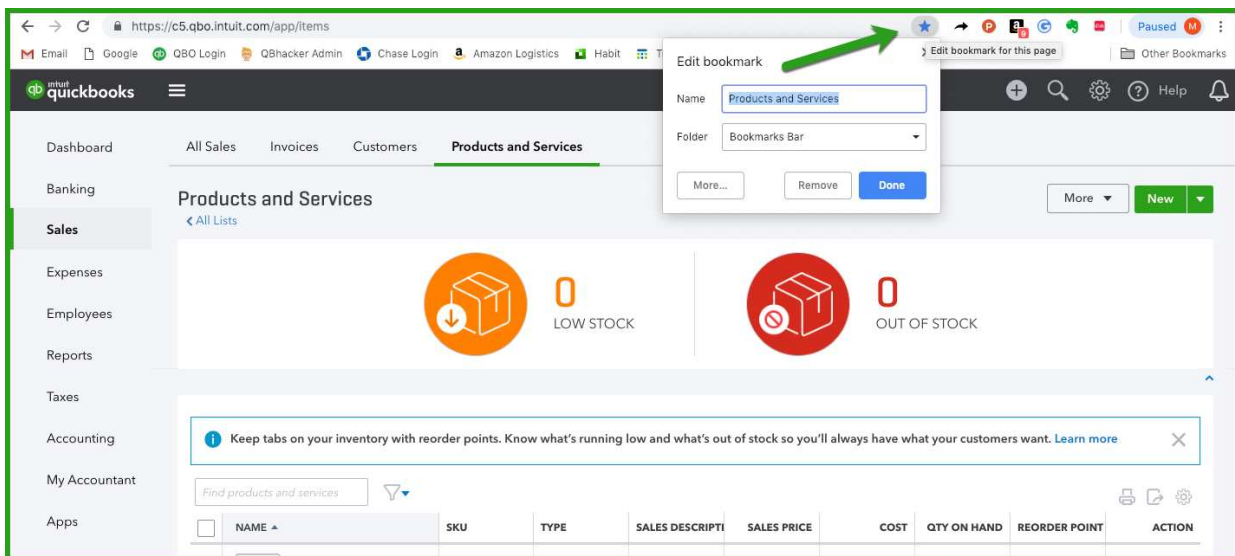 https://c5.qbo.intuit.com/app/items
Paused M
Email Google QBO Login QBhacker Admin Chase Login Amazon Logistics Habit T Other Bookmarks
Edit bookmark for this page
Edit bookmark
Name Products and Services
Folder Bookmarks Bar
More... Remove Done
intuit
quickbooks
Help
Dashboard
Banking
Sales
Expenses
Employees
Reports
Taxes
Accounting
My Accountant
Apps
All Sales Invoices Customers Products and Services
Products and Services
All Lists
More New
0
LOW STOCK
0
OUT OF STOCK
Keep tabs on your inventory with reorder points. Know what's running low and what's out of stock so you'll always have what your customers want. Learn more
Find products and services
NAME SKU TYPE SALES DESCRIPTI SALES PRICE COST QTY ON HAND REORDER POINT ACTION